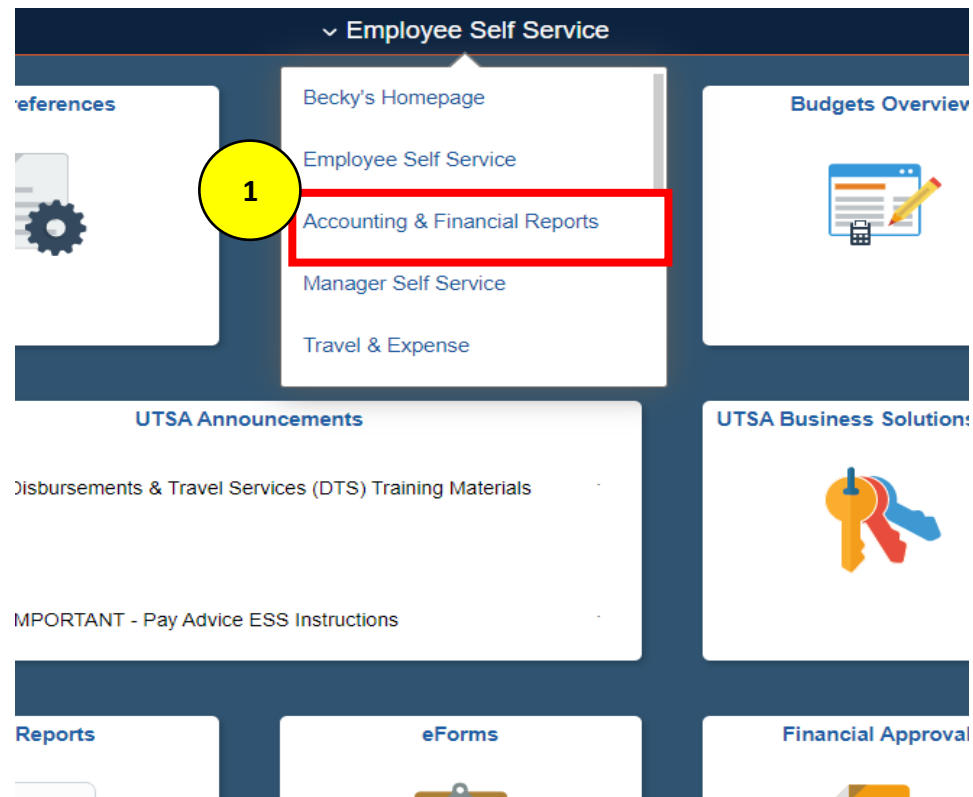 Employee Self Service
eferences
Becky's Homepage
Budgets Overview
Employee Self Service
1
Accounting & Financial Reports
Manager Self Service
Travel & Expense
UTSA Announcements
UTSA Business Solutions
Disbursements & Travel Services (DTS) Training Materials
MPORTANT - Pay Advice ESS Instructions
Reports
eForms
Financial Approval